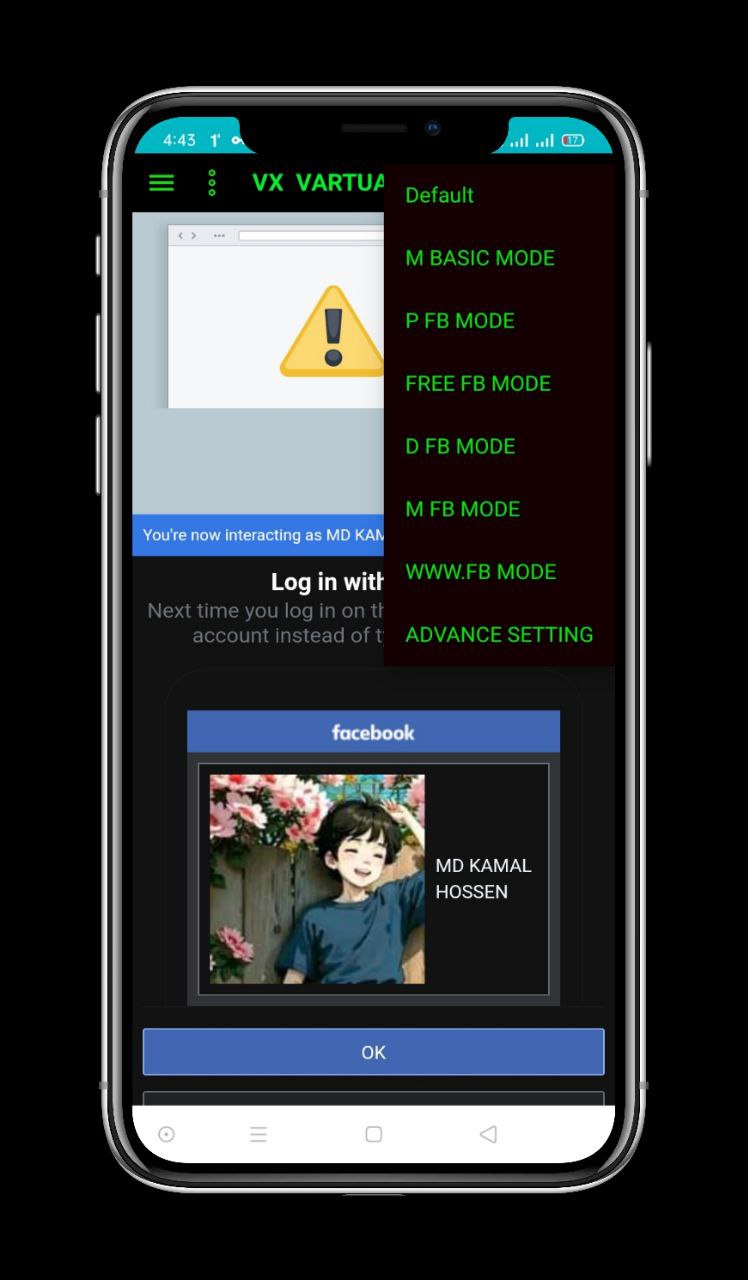 4:43
17
VX VARTUA
Default
M BASIC MODE
P FB MODE
FREE FB MODE
D FB MODE
M FB MODE
WWW.FB MODE
ADVANCE SETTING
You're now interacting as MD KAM
Log in with
Next time you log in on th
account instead of t
facebook
MD KAMAL
HOSSEN
OK